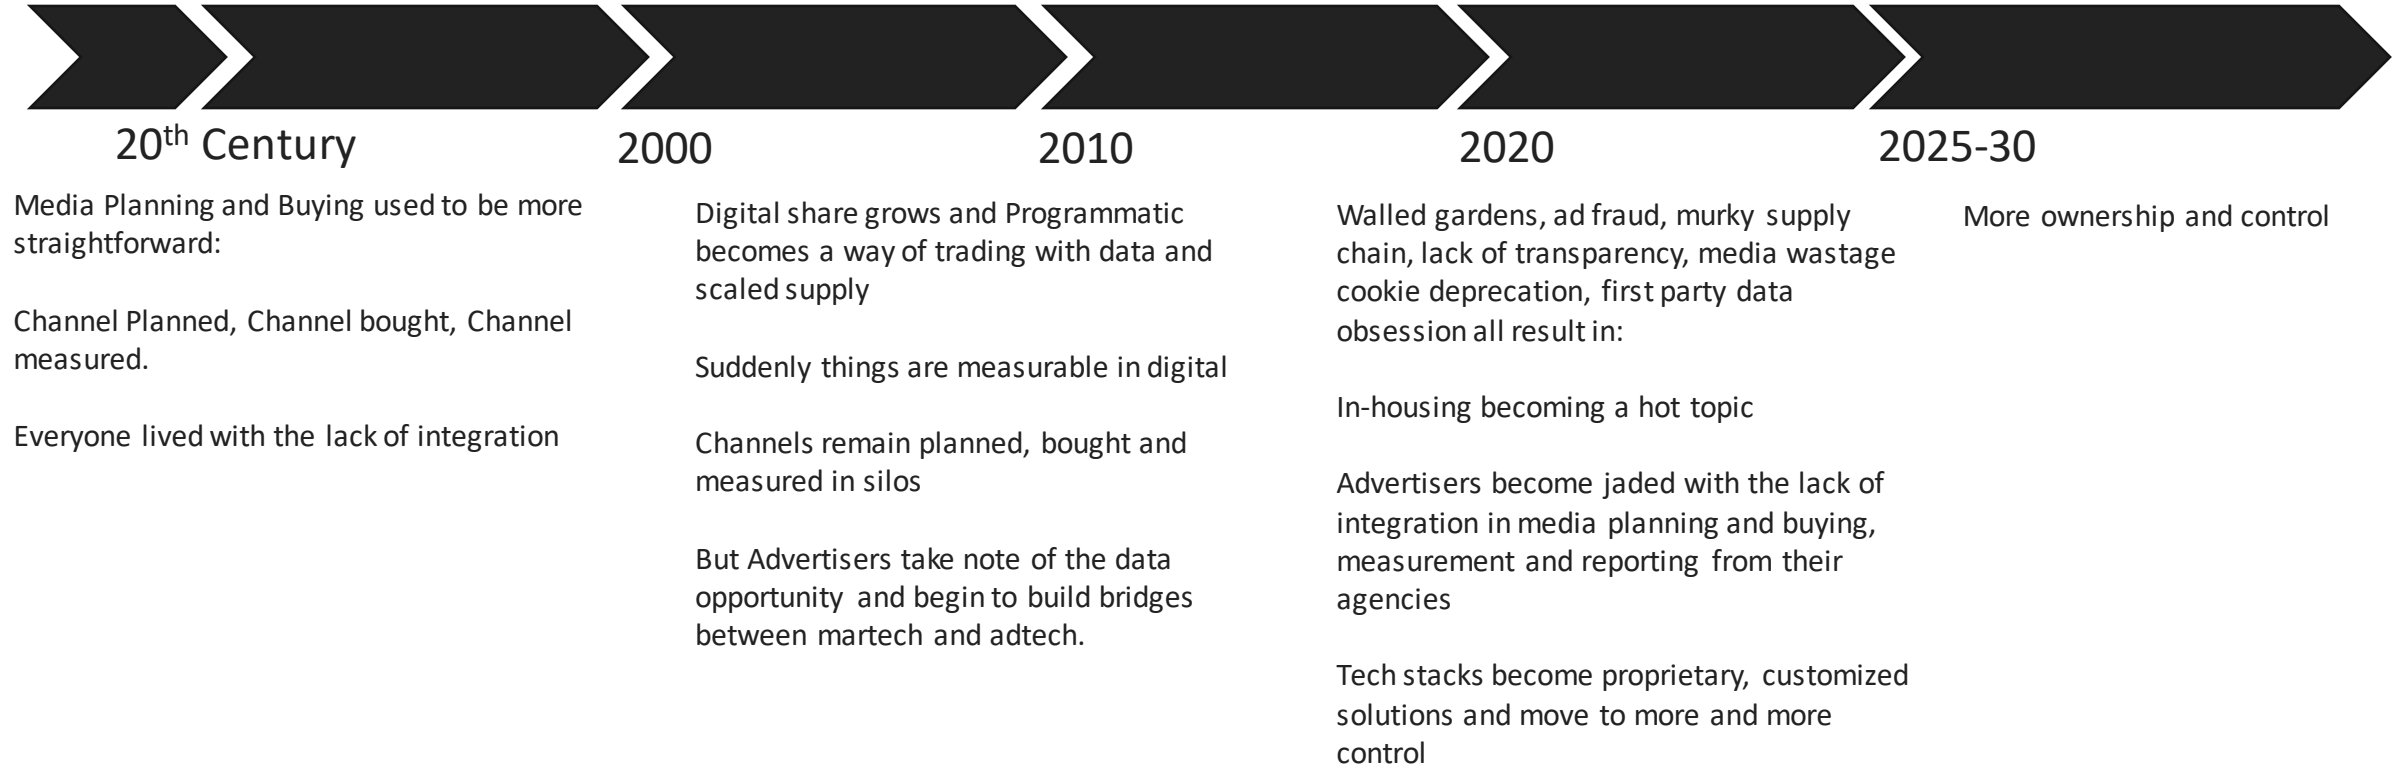 20th Century
2000
2010
2020
2025-30
Media Planning and Buying used to be more
straightforward:
Channel Planned, Channel bought, Channel
measured.
Everyone lived with the lack of integration
Digital share grows and Programmatic
becomes a way of trading with data and
scaled supply
Suddenly things are measurable in digital
Channels remain planned, bought and
measured in silos
But Advertisers take note of the data
opportunity and begin to build bridges
between martech and adtech.
Walled gardens, ad fraud, murky supply
chain, lack of transparency, media wastage
cookie deprecation, first party data
obsession all result in:
In-housing becoming a hot topic
Advertisers become jaded with the lack of
integration in media planning and buying,
measurement and reporting from their
agencies
Tech stacks become proprietary, customized
solutions and move to more and more
control
More ownership and control